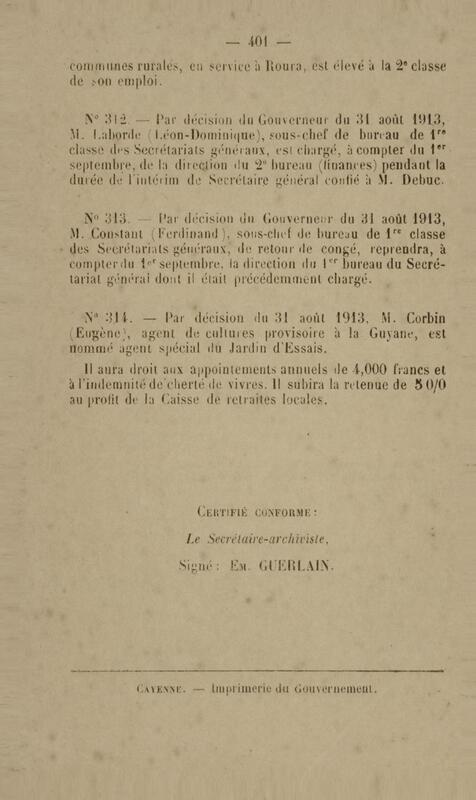 — 401 —
communes rurales, en service à Roura, est élevé à la 2e classe
de son emploi.
No 312. — Par décision du Gouverneur du 31 août 1913,
M. Laborde (Léon-Dominique), sous-chef de bureau de 1re
classe des Secrétariats généraux, est chargé, à compter du 1er
septembre, de la direction du 2e bureau (finances) pendant la
durée de l'intérim de Secrétaire général confié à M. Debuc.
No 313. — Par décision du Gouverneur du 31 août 1913,
M. Constant (Ferdinand), sous-chef de bureau de 1re classe
des Secrétariats généraux, de retour de congé, reprendra, à
compter du 1er septembre, la direction du 1er bureau du Secré-
tariat général dont il était précédemment chargé.
No 314. — Par décision du 31 août 1913, M. Corbin
(Eugène), agent de cultures provisoire à la Guyane, est
nommé agent spécial du Jardin d'Essais.
Il aura droit aux appointements annuels de 4,000 francs et
à l'indemnité de cherté de vivres. Il subira la retenue de 5 0/0
au profit de la Caisse de retraites locales.
CERTIFIÉ CONFORME :
Le Secrétaire-archiviste,
Signé : EM. GUERLAIN.
CAYENNE. — Imprimerie du Gouvernement.